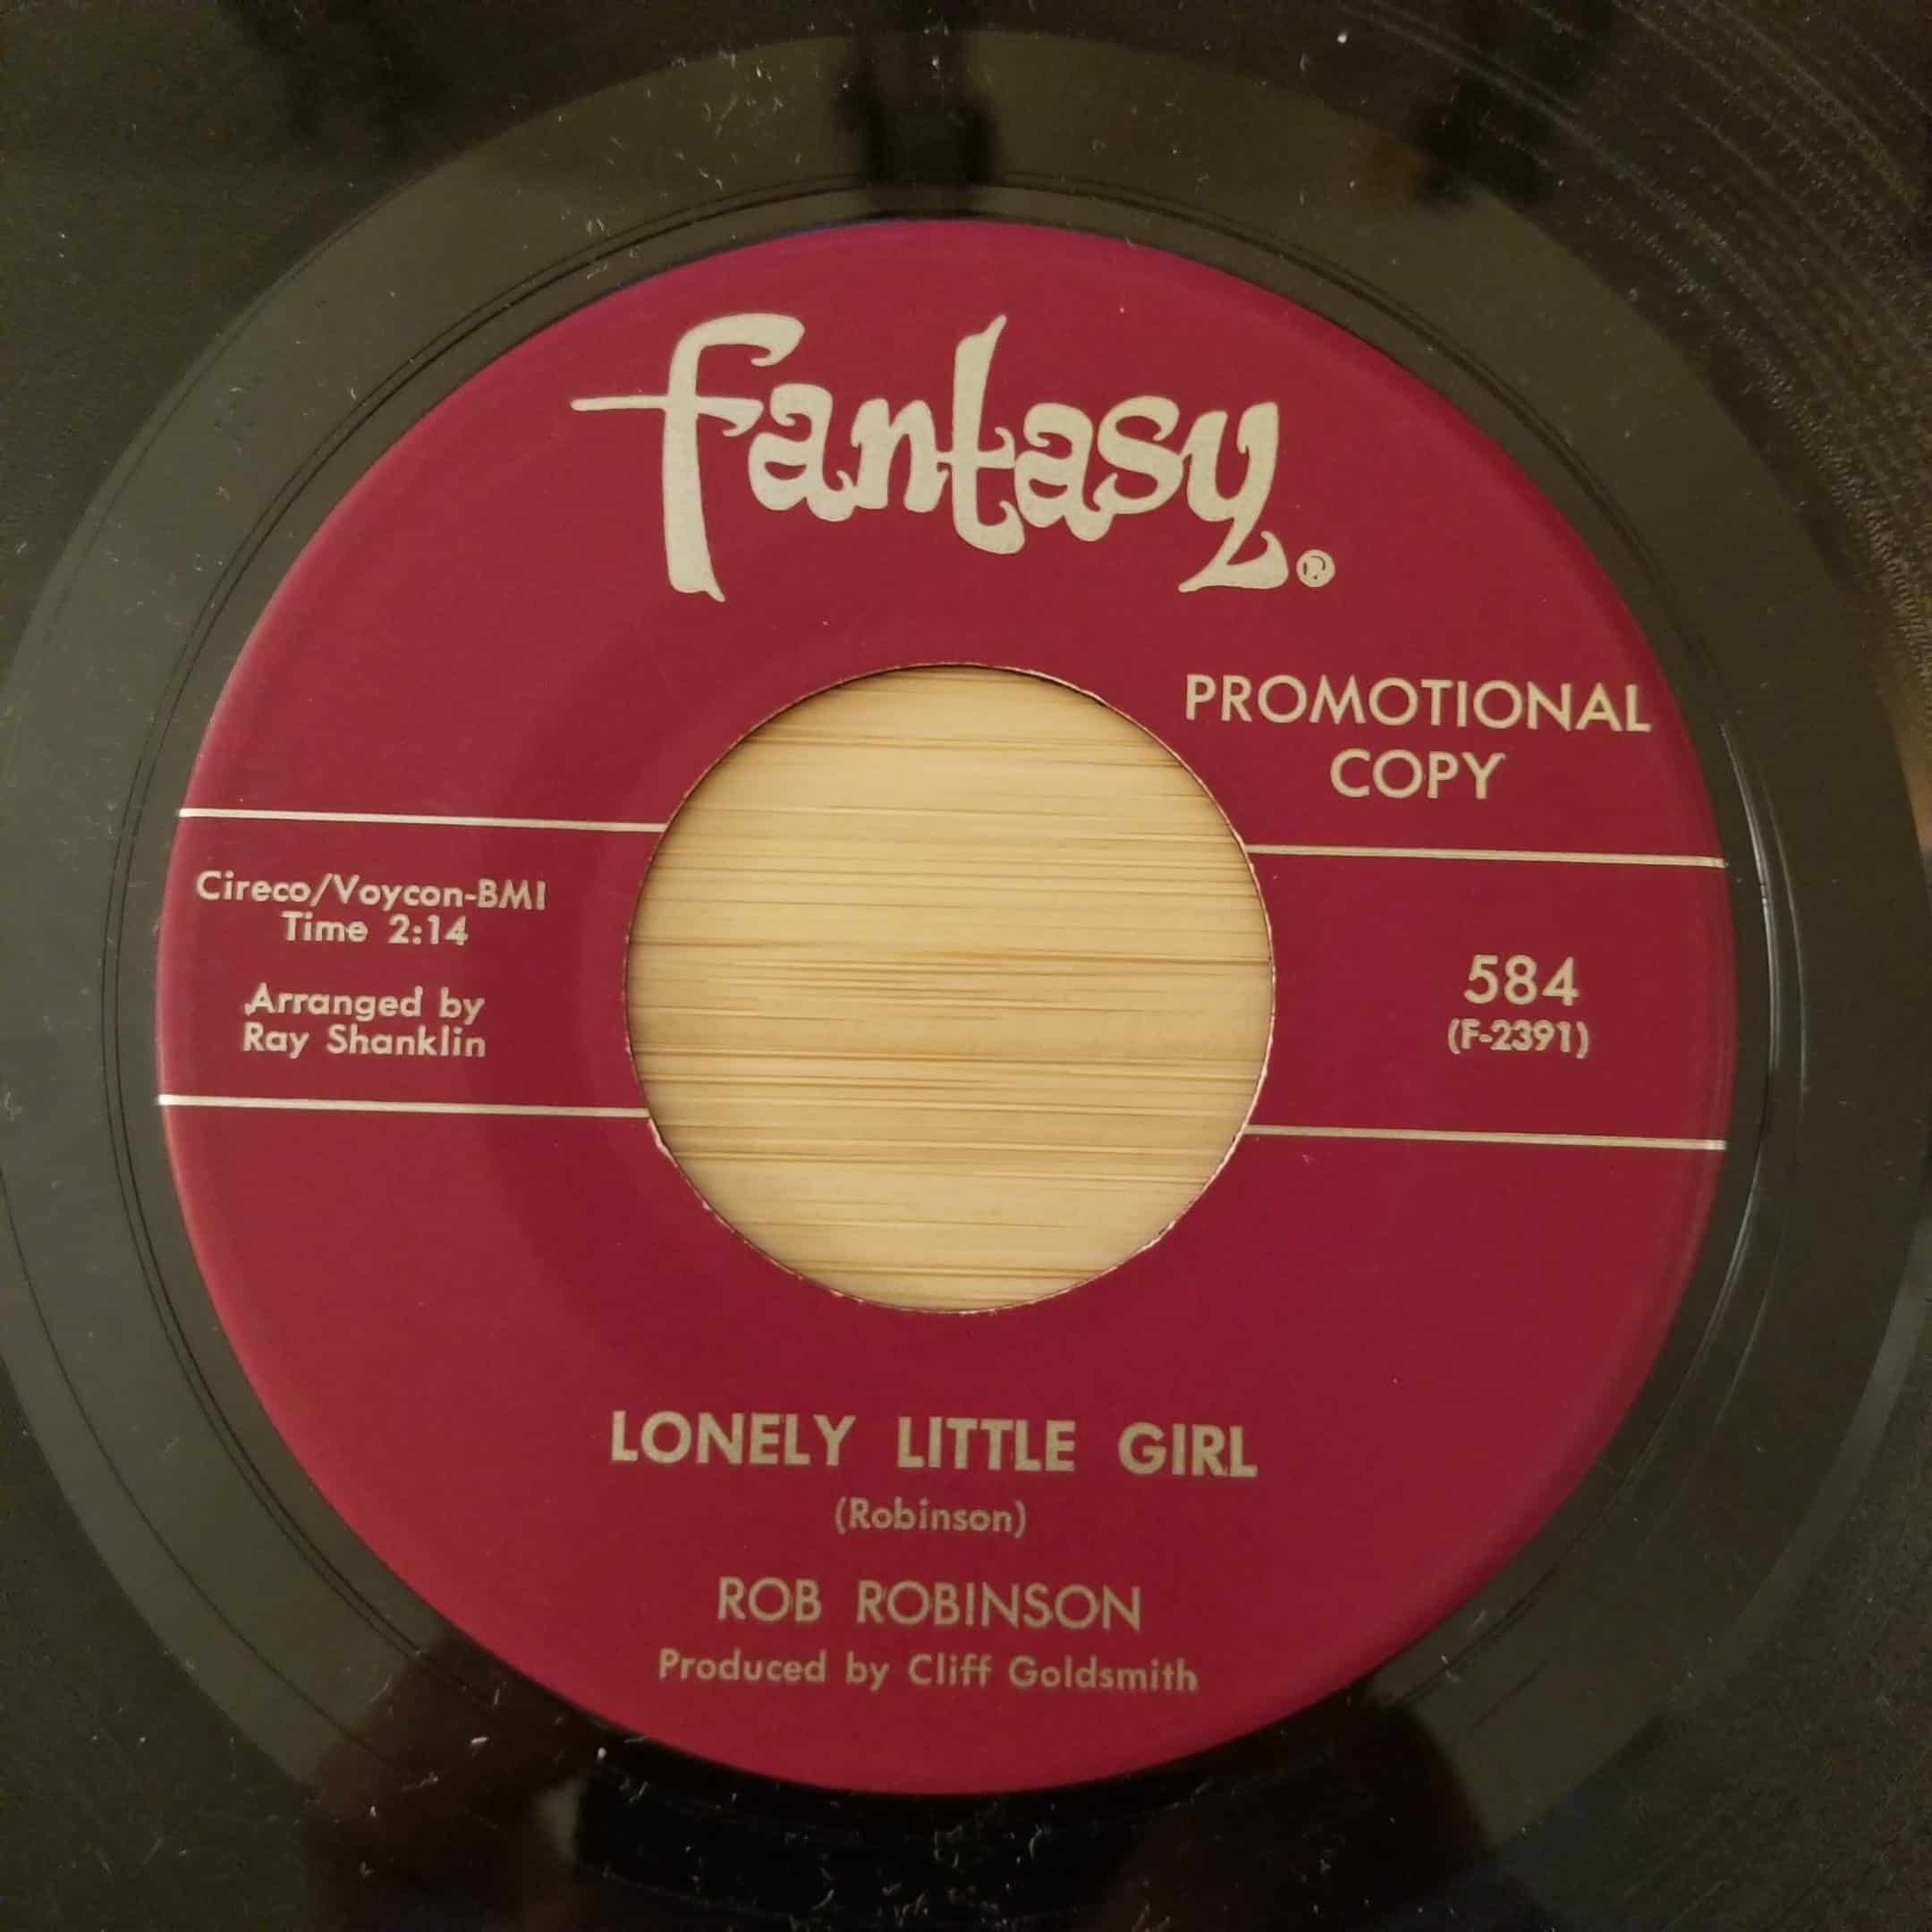 fantasy®
PROMOTIONAL
COPY
Cireco/Voycon-BMI
Time 2:14
Arranged by
Ray Shanklin
584
(F-2391)
LONELY LITTLE GIRL
(Robinson)
ROB ROBINSON
Produced by Cliff Goldsmith